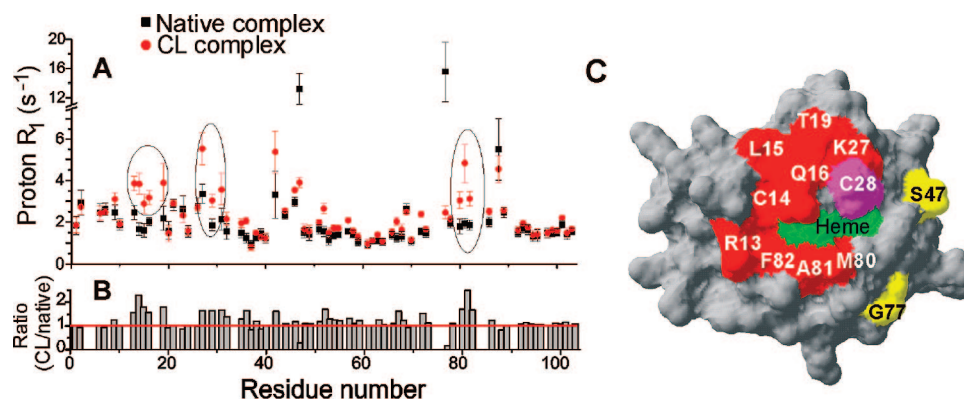 Native complex
CL complex
A
Proton R₁ (s⁻¹)
20
16
12
6
4
2
0
B
Ratio
(CL/native)
2
1
0
0 20 40 60 80 100
Residue number
C
T19
L15
K27
Q16
C28
S47
C14
Heme
R13
F82
M80
A81
G77